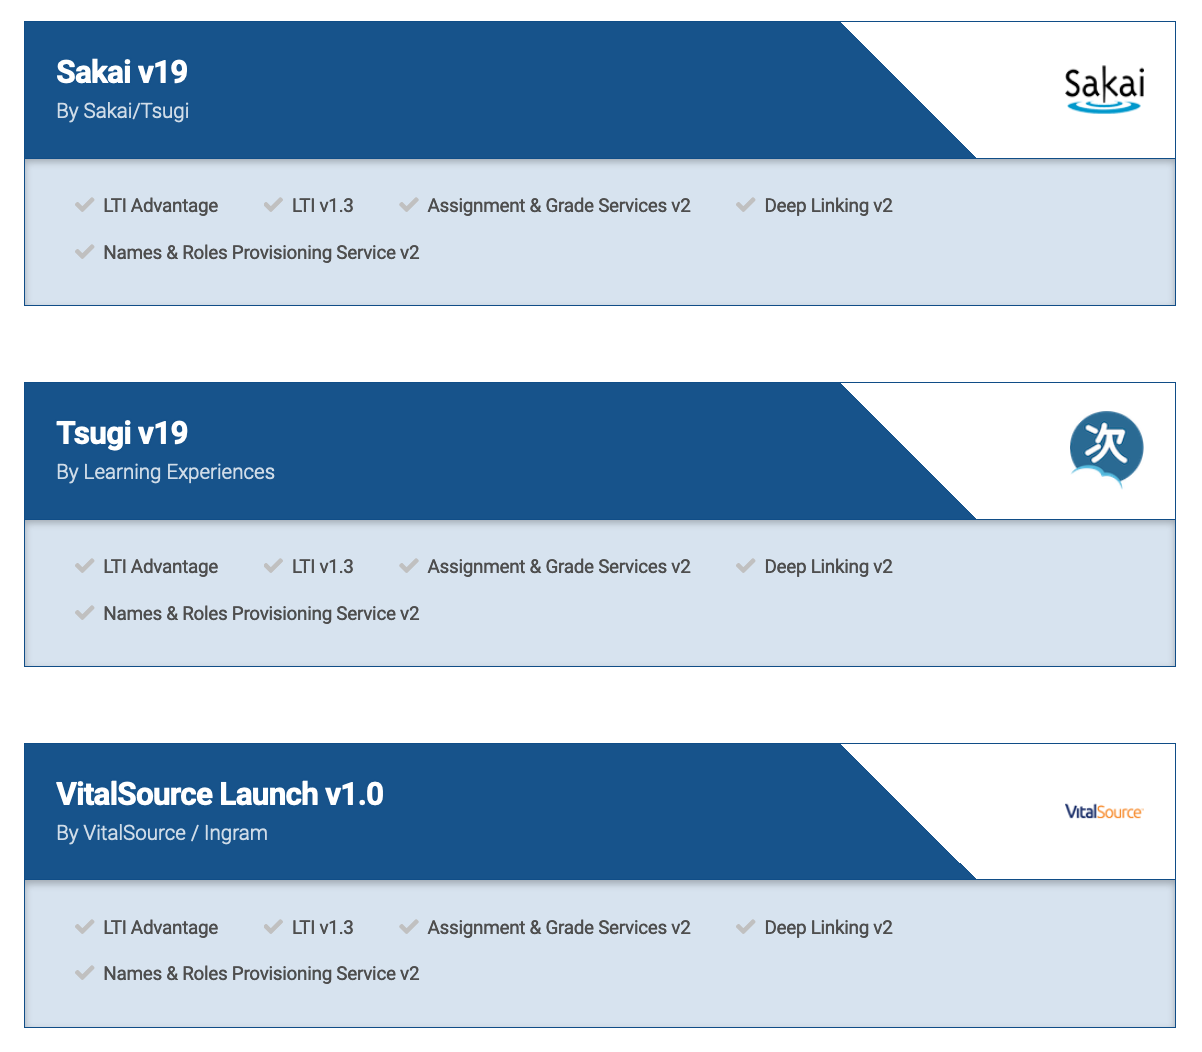 Sakai v19
By Sakai/Tsugi
Sakai
LTI Advantage LTI v1.3 Assignment & Grade Services v2 Deep Linking v2
Names & Roles Provisioning Service v2
Tsugi v19
By Learning Experiences
次
LTI Advantage LTI v1.3 Assignment & Grade Services v2 Deep Linking v2
Names & Roles Provisioning Service v2
VitalSource Launch v1.0
By VitalSource / Ingram
VitalSource
LTI Advantage LTI v1.3 Assignment & Grade Services v2 Deep Linking v2
Names & Roles Provisioning Service v2